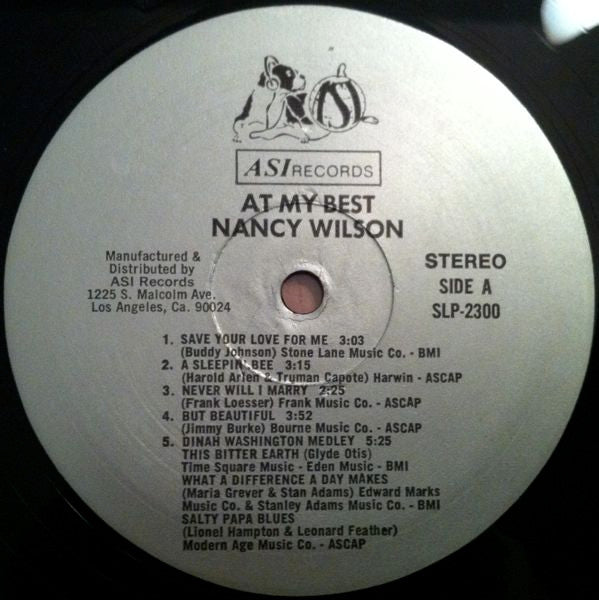 ASI
ASI RECORDS
AT MY BEST
NANCY WILSON
Manufactured &
Distributed by
ASI Records
1225 S. Malcolm Ave.
Los Angeles, Ca. 90024
STEREO
SIDE A
SLP-2300
1. SAVE YOUR LOVE FOR ME 3:03
(Buddy Johnson) Stone Lane Music Co. - BMI
2. A SLEEPIN' BEE 3:15
(Harold Arlen & Truman Capote) Harwin - ASCAP
3. NEVER WILL I MARRY 2:25
(Frank Loesser) Frank Music Co. - ASCAP
4. BUT BEAUTIFUL 3:52
(Jimmy Burke) Bourne Music Co. - ASCAP
5. DINAH WASHINGTON MEDLEY 5:25
THIS BITTER EARTH (Glyde Otis)
Time Square Music - Eden Music - BMI
WHAT A DIFFERENCE A DAY MAKES
(Maria Grever & Stan Adams) Edward Marks
Music Co. & Stanley Adams Music Co. - BMI
SALTY PAPA BLUES
(Lionel Hampton & Leonard Feather)
Modern Age Music Co. - ASCAP